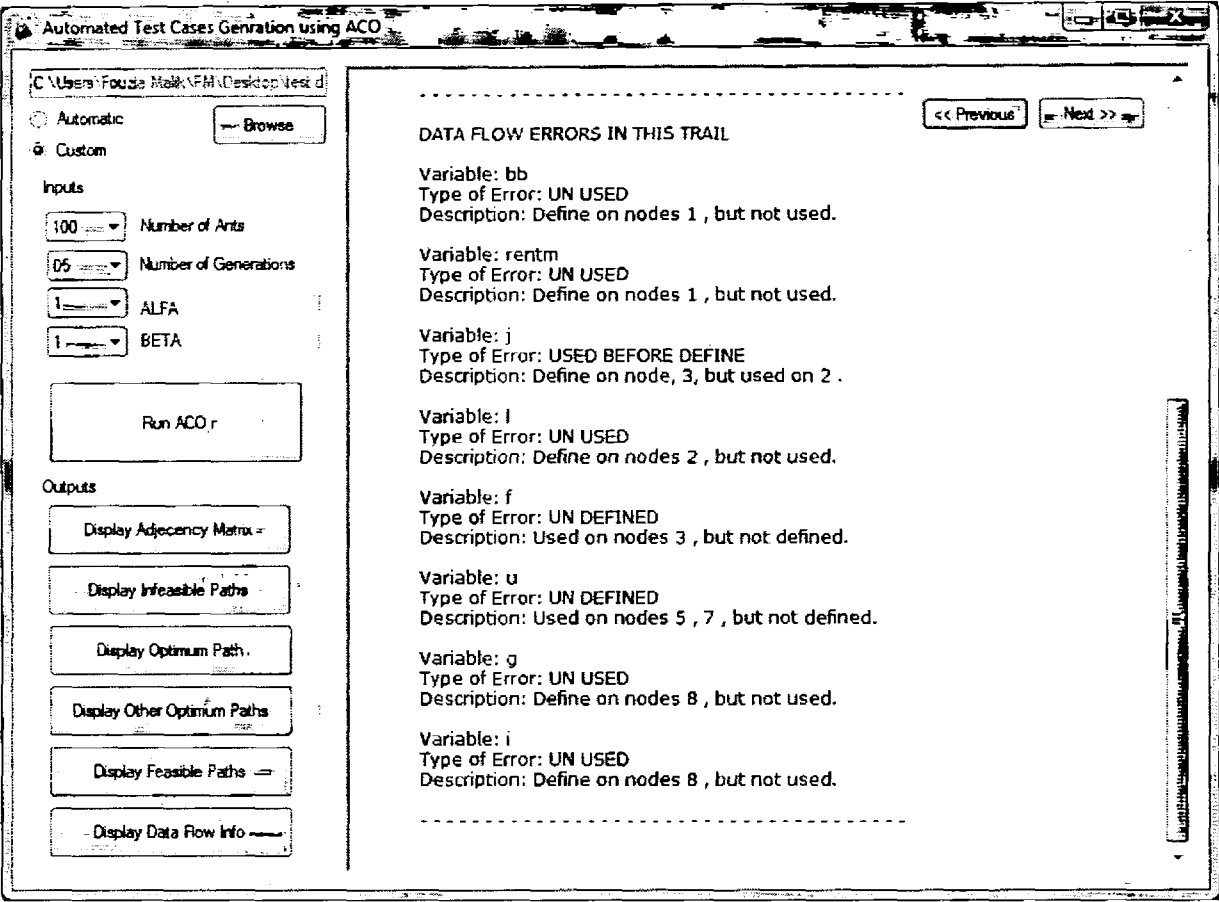 Automated Test Cases Genration using ACO
C:\Users\Fouzia Malik\FM\Desktop\test d
Automatic
Browse
Custom
Inputs
100 Number of Ants
05 Number of Generations
1 ALFA
1 BETA
Run ACO
Outputs
Display Adjecency Matrix
Display Infeasible Paths
Display Optimum Path
Display Other Optimum Paths
Display Feasible Paths
Display Data Flow Info
<< Previous Next >>
DATA FLOW ERRORS IN THIS TRAIL
Variable: bb
Type of Error: UN USED
Description: Define on nodes 1 , but not used.
Variable: rentm
Type of Error: UN USED
Description: Define on nodes 1 , but not used.
Variable: j
Type of Error: USED BEFORE DEFINE
Description: Define on node, 3, but used on 2 .
Variable: l
Type of Error: UN USED
Description: Define on nodes 2 , but not used.
Variable: f
Type of Error: UN DEFINED
Description: Used on nodes 3 , but not defined.
Variable: u
Type of Error: UN DEFINED
Description: Used on nodes 5 , 7 , but not defined.
Variable: g
Type of Error: UN USED
Description: Define on nodes 8 , but not used.
Variable: i
Type of Error: UN USED
Description: Define on nodes 8 , but not used.